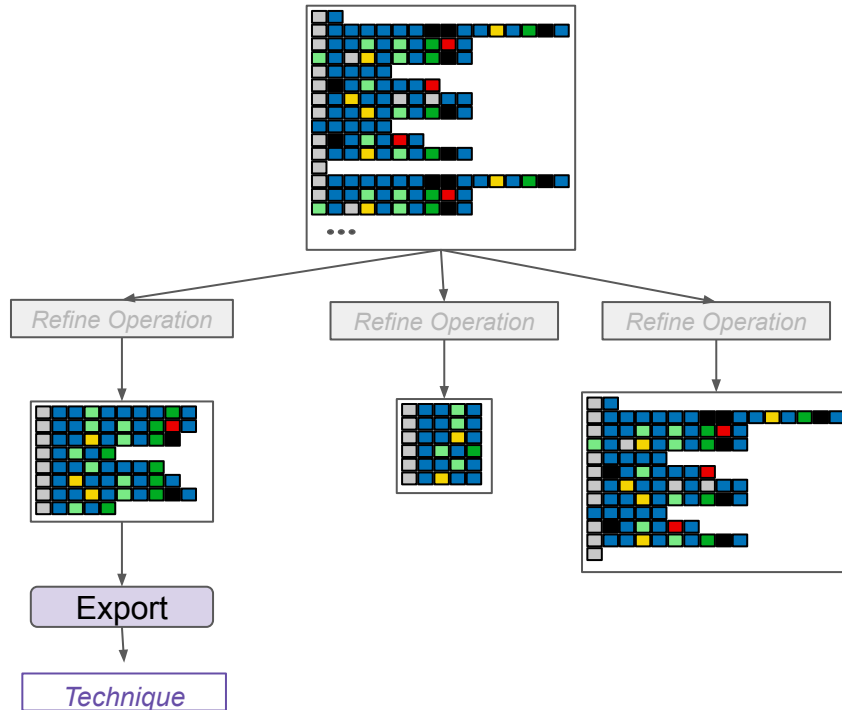 ...
Refine Operation
Refine Operation
Refine Operation
Export
Technique